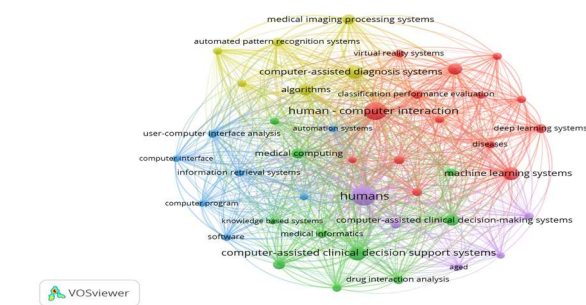 medical imaging processing systems
automated pattern recognition systems
virtual reality systems
computer-assisted diagnosis systems
algorithms
classification performance evaluation
human - computer interaction
automation systems
deep learning systems
user-computer interface analysis
diseases
medical computing
computer interface
information retrieval systems
machine learning systems
humans
computer program
knowledge based systems
computer-assisted clinical decision-making systems
medical informatics
software
computer-assisted clinical decision support systems
aged
drug interaction analysis
VOSviewer